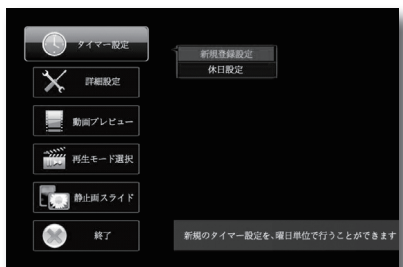 タイマー設定
新規登録設定
休日設定
詳細設定
動画プレビュー
再生モード選択
静止画スライド
終了
新規のタイマー設定を、曜日単位で行うことができます